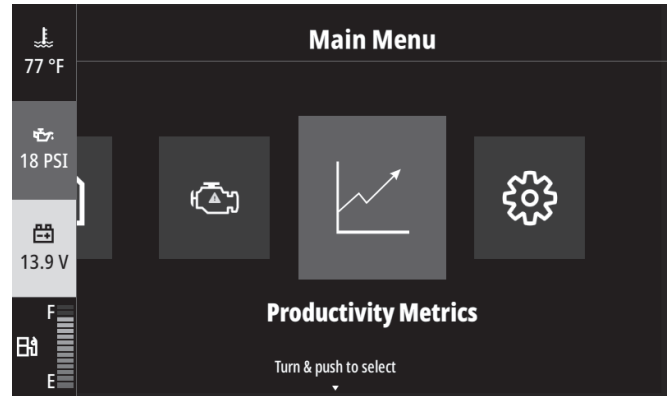 Main Menu
77 °F
18 PSI
13.9 V
F
E
Productivity Metrics
Turn & push to select